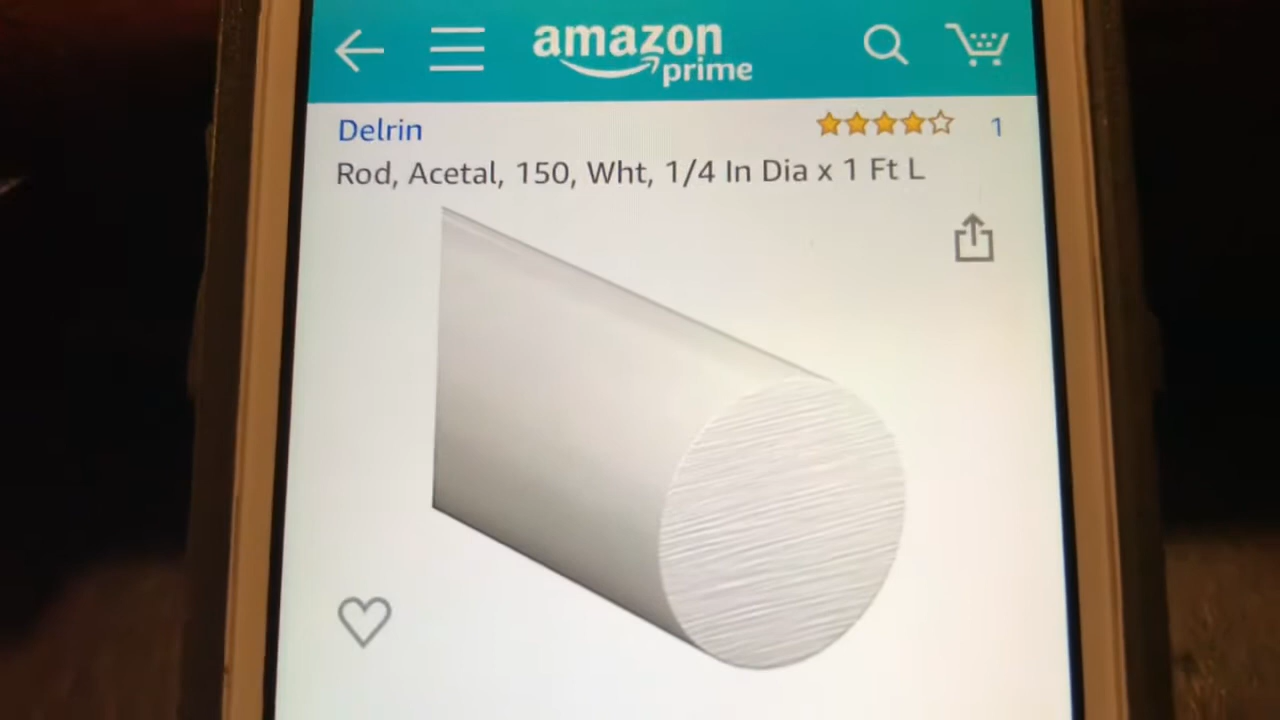 amazon
prime
Delrin
1
Rod, Acetal, 150, Wht, 1/4 In Dia x 1 Ft L